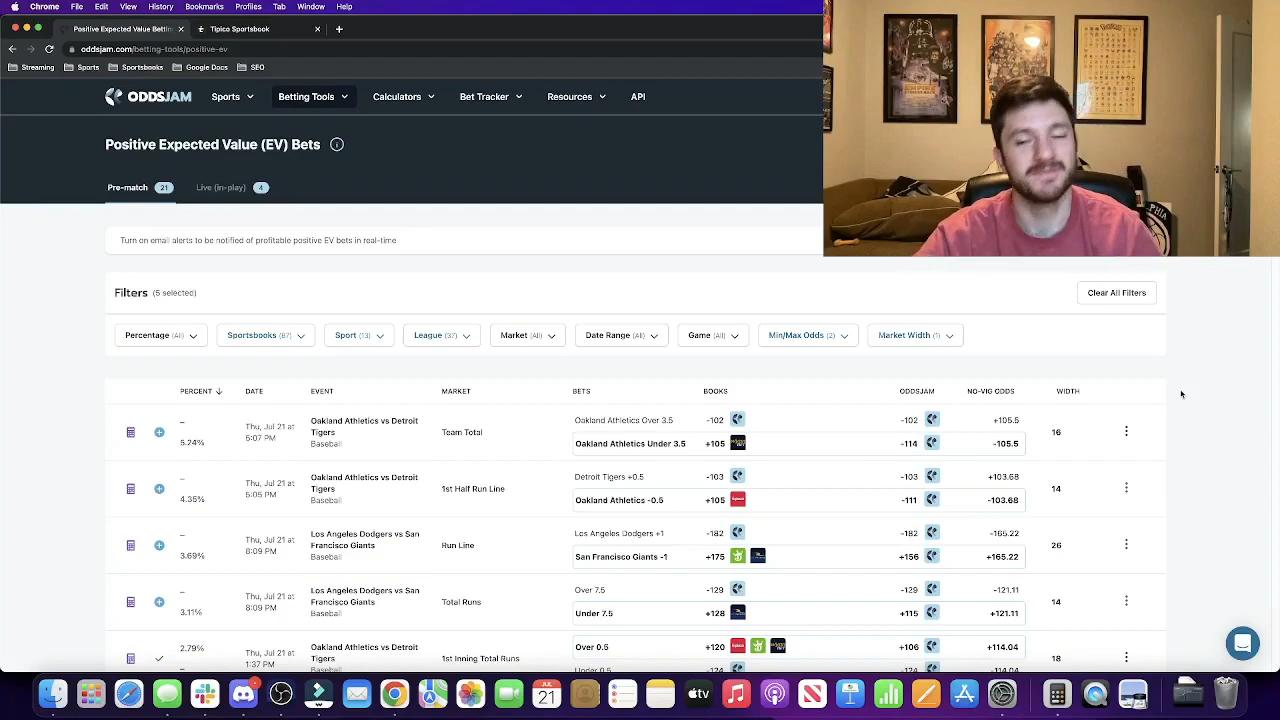 Chrome File Edit View History Bookmarks Profiles Tab Window Help
Positive Expected Value Bettin
Tipico Sportsbook
oddsjam.com/betting-tools/positive-ev
Streaming Sports Sportsbooks Google Docs SEO
ODDSJAM Sports Betting Tools Calculators Bet Tracker Resources API
Positive Expected Value (EV) Bets
Pre-match 21 Live (in-play) 4
Turn on email alerts to be notified of profitable positive EV bets in real-time
Filters (5 selected) Clear All Filters
Percentage (All) Sportsbooks (87) Sport (13) League (37) Market (All) Date Range (All) Game (All) Min/Max Odds (2) Market Width (1)
PERCENT DATE EVENT MARKET BETS BOOKS ODDSJAM NO-VIG ODDS WIDTH
–
5.24%
Thu, Jul 21 at
5:07 PM
Oakland Athletics vs Detroit
Tigers
Baseball
Team Total
Oakland Athletics Over 3.5 -102 -102 +105.5
Oakland Athletics Under 3.5 +105 -114 -105.5
16
–
4.35%
Thu, Jul 21 at
5:05 PM
Oakland Athletics vs Detroit
Tigers
Baseball
1st Half Run Line
Detroit Tigers +0.5 -103 -103 +103.68
Oakland Athletics -0.5 +105 -111 -103.68
14
–
3.69%
Thu, Jul 21 at
8:09 PM
Los Angeles Dodgers vs San
Francisco Giants
Baseball
Run Line
Los Angeles Dodgers +1 -182 -182 -165.22
San Francisco Giants -1 +175 +156 +165.22
26
–
3.11%
Thu, Jul 21 at
8:09 PM
Los Angeles Dodgers vs San
Francisco Giants
Baseball
Total Runs
Over 7.5 -129 -129 -121.11
Under 7.5 +128 +115 +121.11
14
2.79%
Thu, Jul 21 at
1:37 PM
Oakland Athletics vs Detroit
Tigers
1st Inning Total Runs
Over 0.5 +120 +106 +114.04
Under 0.5 -124 -124 -114.04
18
JUL
21
tv